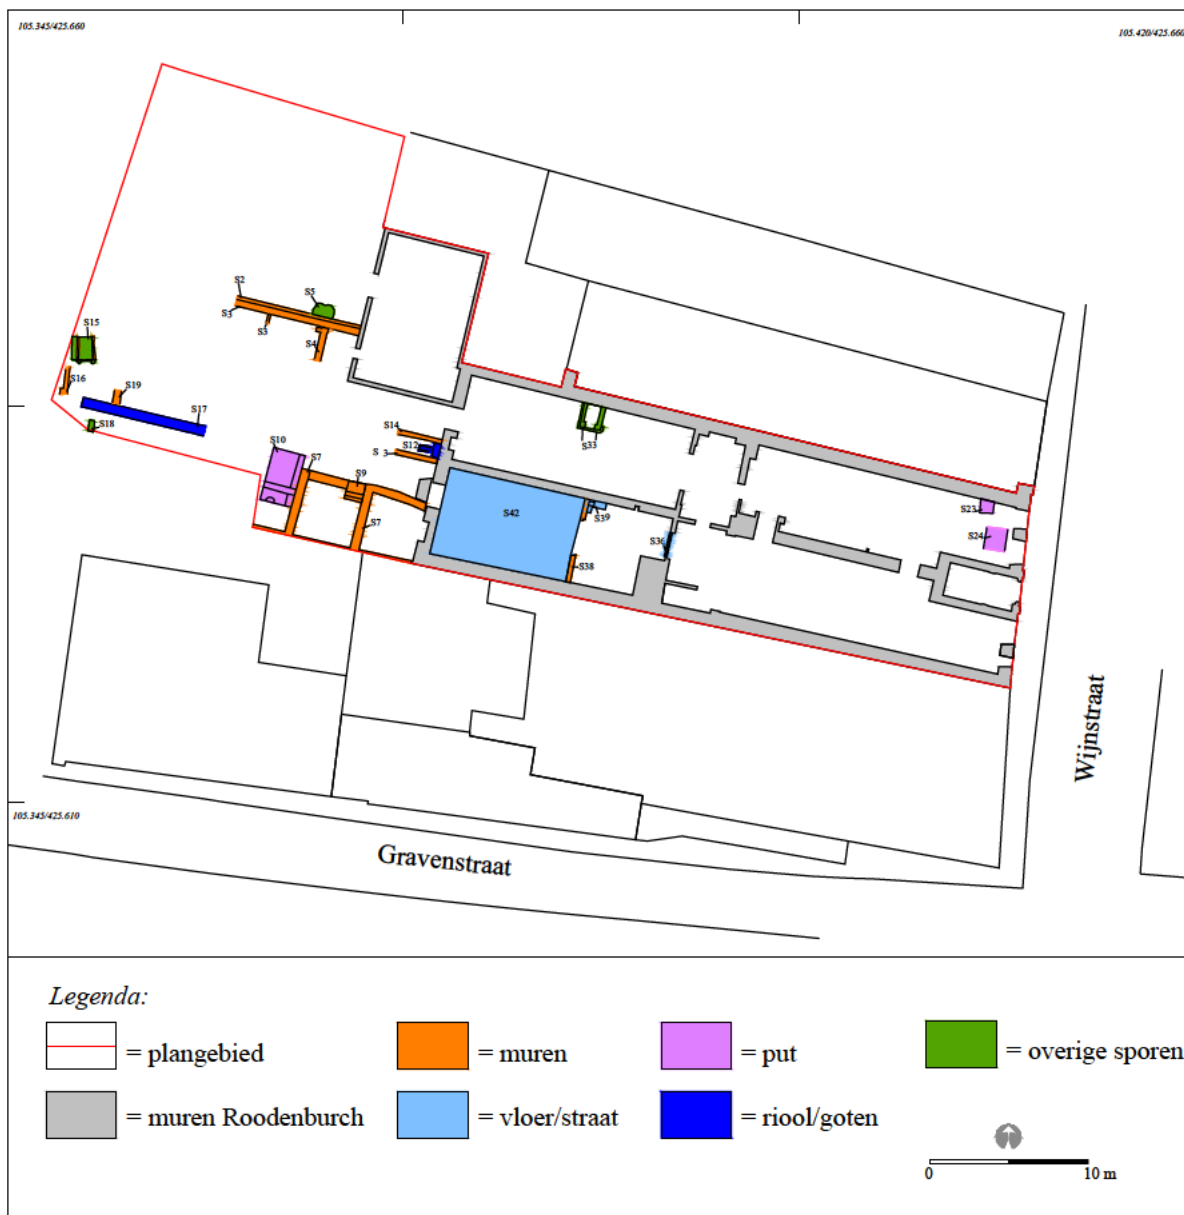 105.345/425.660
105.420/425.660
S2
S5
S3
S3
S4
S15
S16
S19
S17
S18
S14
S12
S 3
S10
S7
S9
S7
S33
S42
S39
S36
S38
S23
S24
Wijnstraat
105.345/425.610
Gravenstraat
Legenda:
= plangebied
= muren
= put
= overige sporen
= muren Roodenburch
= vloer/straat
= riool/goten
0 10 m